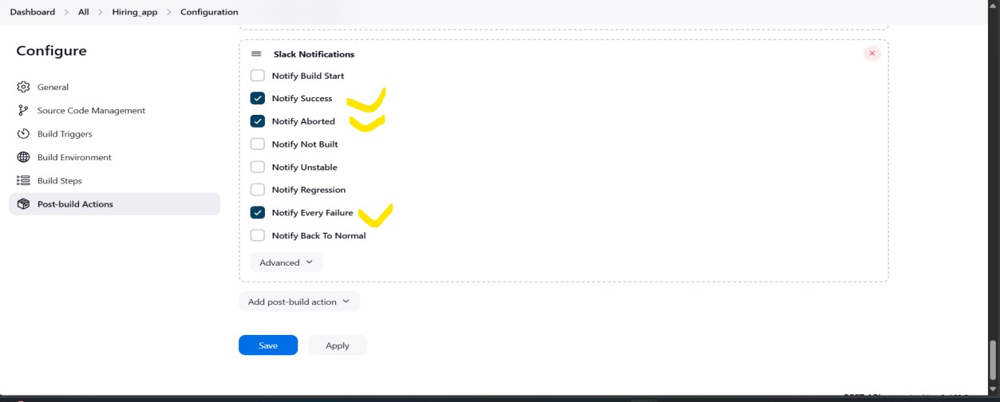 Dashboard > All > Hiring_app > Configuration
Configure
General
Source Code Management
Build Triggers
Build Environment
Build Steps
Post-build Actions
Slack Notifications
Notify Build Start
Notify Success
Notify Aborted
Notify Not Built
Notify Unstable
Notify Regression
Notify Every Failure
Notify Back To Normal
Advanced
Add post-build action
Save
Apply